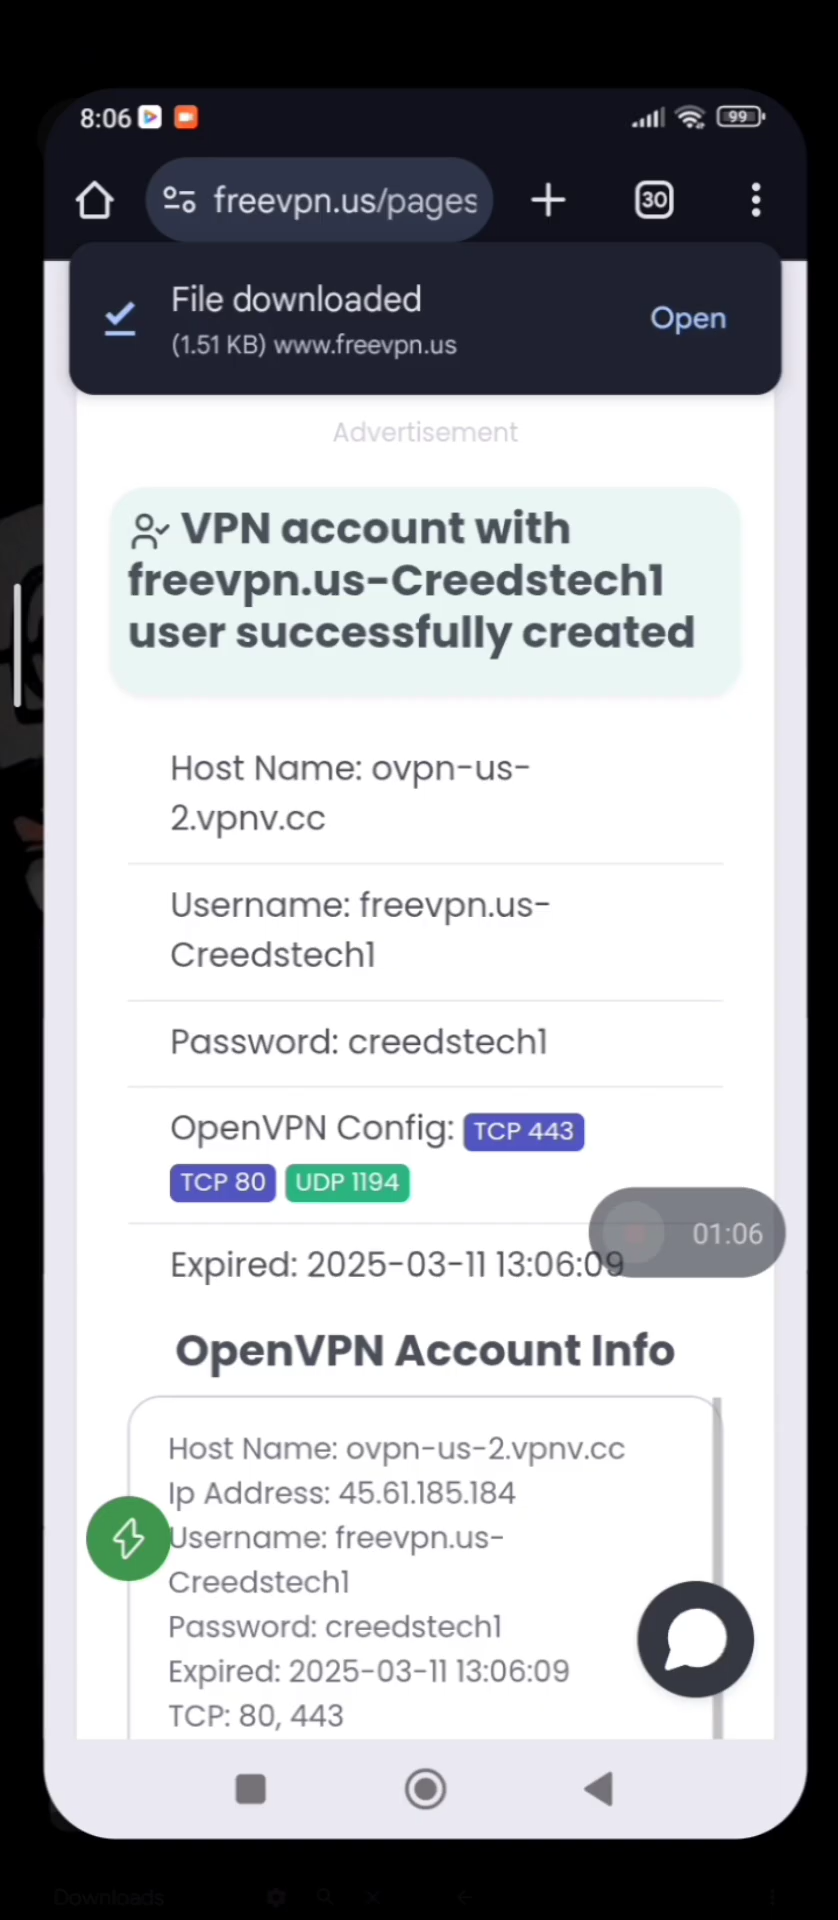 8:06 99
freevpn.us/pages 30
File downloaded
(1.51 KB) www.freevpn.us
Open
Advertisement
VPN account with
freevpn.us-Creedstech1
user successfully created
Host Name: ovpn-us-
2.vpnv.cc
Username: freevpn.us-
Creedstech1
Password: creedstech1
OpenVPN Config: TCP 443
TCP 80 UDP 1194
01:06
Expired: 2025-03-11 13:06:09
OpenVPN Account Info
Host Name: ovpn-us-2.vpnv.cc
Ip Address: 45.61.185.184
Username: freevpn.us-
Creedstech1
Password: creedstech1
Expired: 2025-03-11 13:06:09
TCP: 80, 443
Downloads